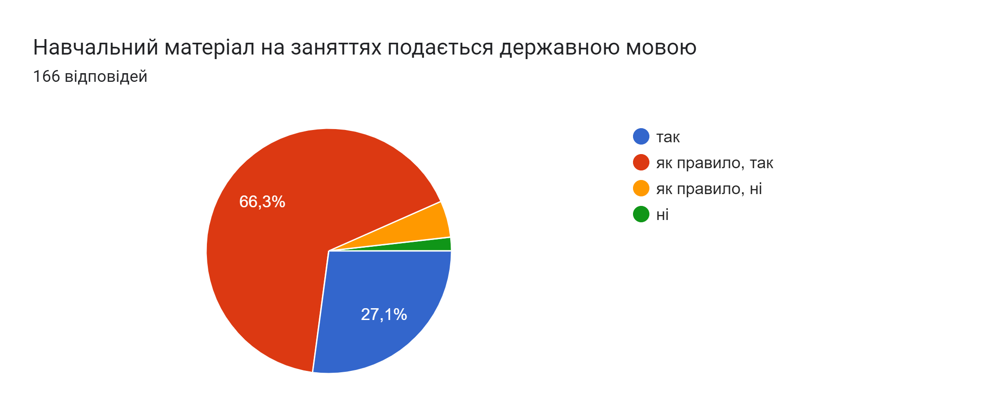 Навчальний матеріал на заняттях подається державною мовою
166 відповідей
66,3%
27,1%
так
як правило, так
як правило, ні
ні